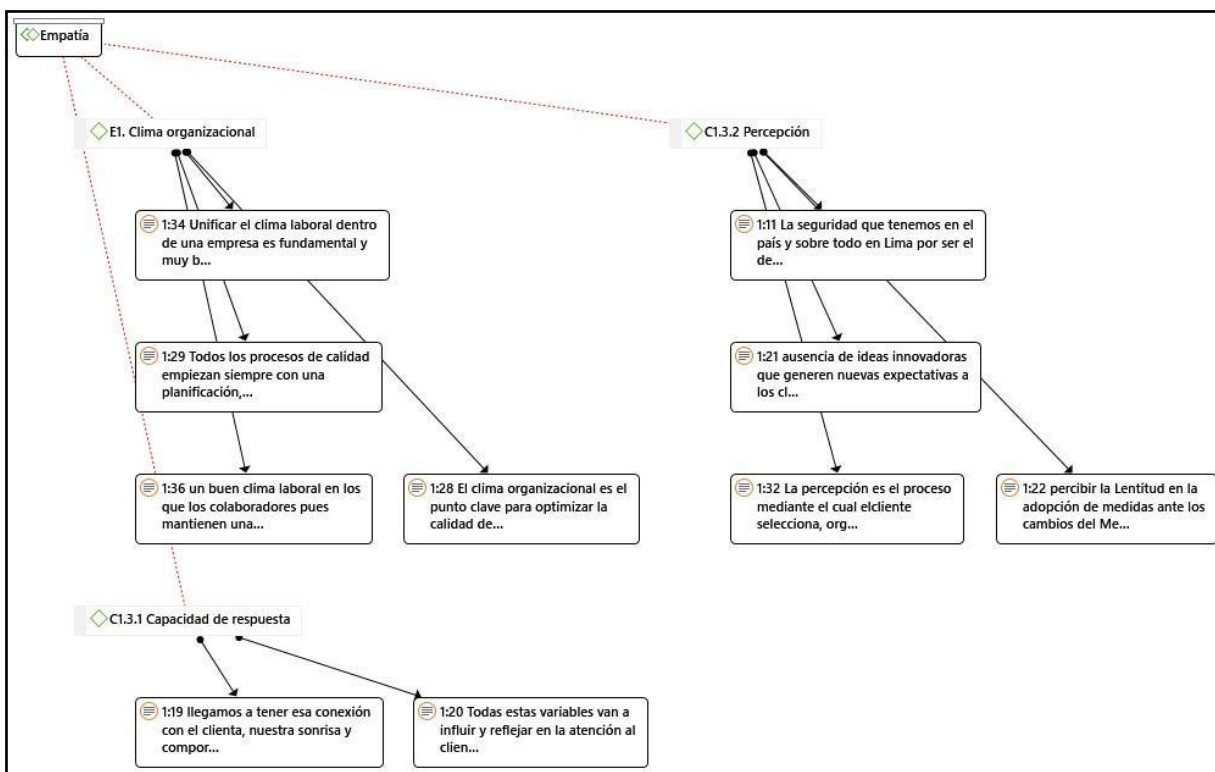 Empatía
E1. Clima organizacional
C1.3.2 Percepción
1:34 Unificar el clima laboral dentro
de una empresa es fundamental y
muy b...
1:11 La seguridad que tenemos en el
país y sobre todo en Lima por ser el
de...
1:29 Todos los procesos de calidad
empiezan siempre con una
planificación,...
1:21 ausencia de ideas innovadoras
que generen nuevas expectativas a
los cl...
1:36 un buen clima laboral en los
que los colaboradores pues
mantienen una...
1:28 El clima organizacional es el
punto clave para optimizar la
calidad de...
1:32 La percepción es el proceso
mediante el cual elcliente
selecciona, org...
1:22 percibir la Lentitud en la
adopción de medidas ante los
cambios del Me...
C1.3.1 Capacidad de respuesta
1:19 llegamos a tener esa conexión
con el clienta, nuestra sonrisa y
compor...
1:20 Todas estas variables van a
influir y reflejar en la atención al
clien...